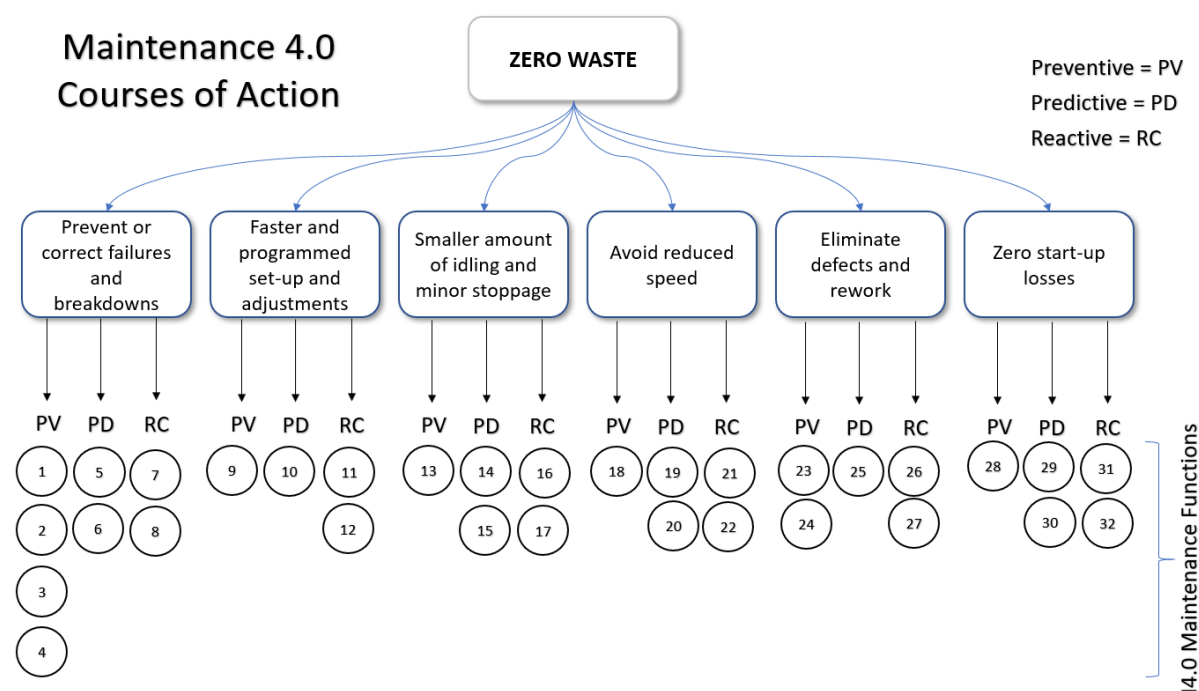 Maintenance 4.0
Courses of Action
ZERO WASTE
Preventive = PV
Predictive = PD
Reactive = RC
Prevent or
correct failures
and
breakdowns
Faster and
programmed
set-up and
adjustments
Smaller amount
of idling and
minor stoppage
Avoid reduced
speed
Eliminate
defects and
rework
Zero start-up
losses
PV PD RC
PV PD RC
PV PD RC
PV PD RC
PV PD RC
PV PD RC
1 5 7
2 6 8
3
4
9 10 11
12
13 14 16
15 17
18 19 21
20 22
23 25 26
24 27
28 29 31
30 32
I4.0 Maintenance Functions